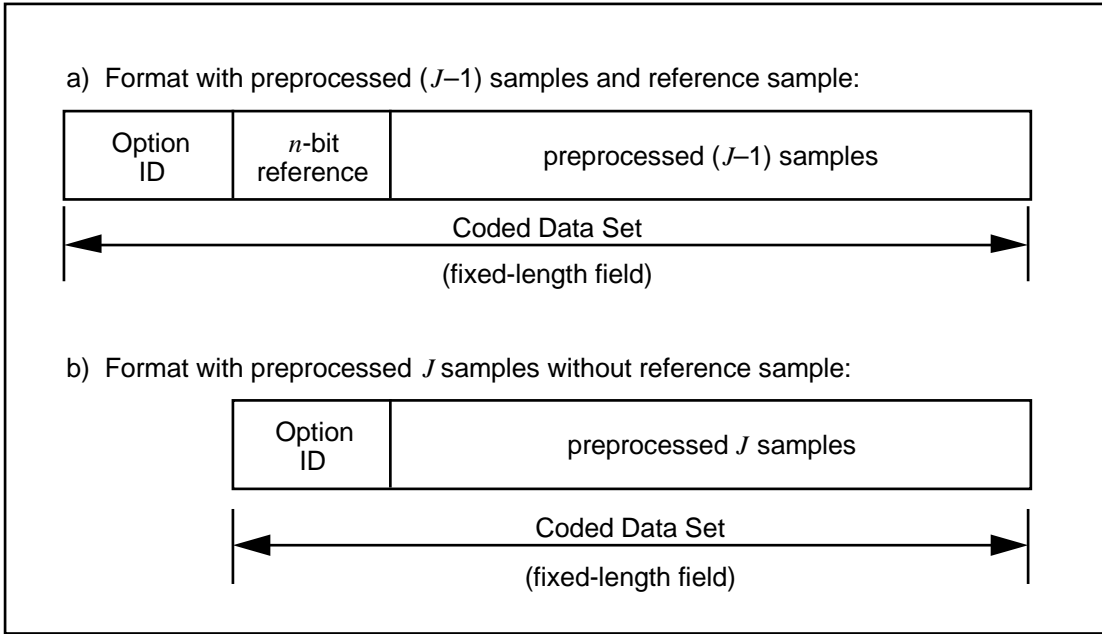 a) Format with preprocessed (J–1) samples and reference sample:
Option
ID
n-bit
reference
preprocessed (J–1) samples
Coded Data Set
(fixed-length field)
b) Format with preprocessed J samples without reference sample:
Option
ID
preprocessed J samples
Coded Data Set
(fixed-length field)